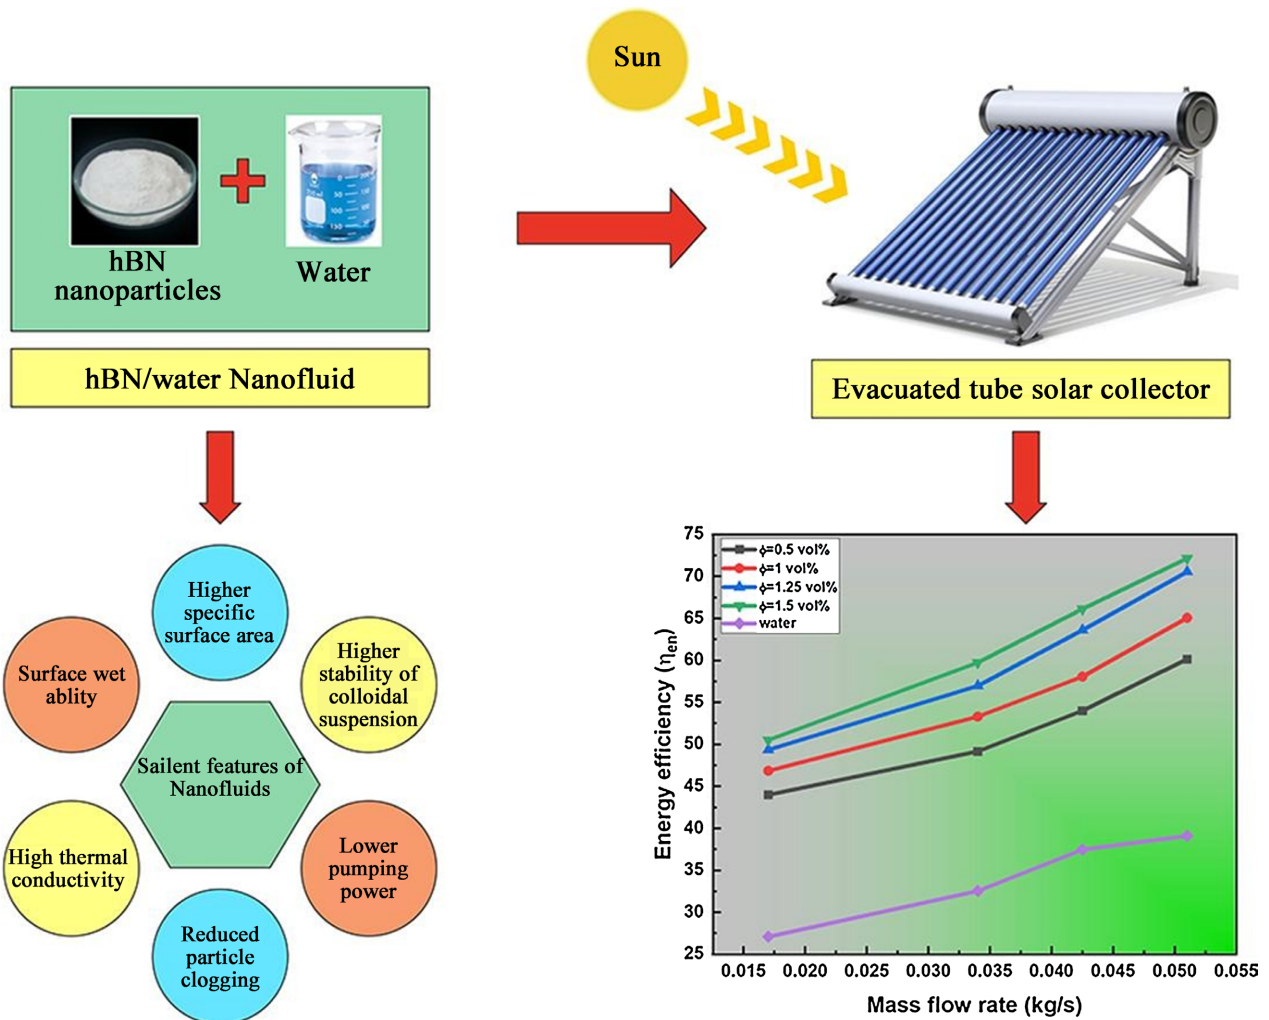 Sun
hBN
nanoparticles
Water
hBN/water Nanofluid
Evacuated tube solar collector
Higher
specific
surface area
Higher
stability of
colloidal
suspension
Surface wet
ablity
Sailent features of
Nanofluids
High thermal
conductivity
Lower
pumping
power
Reduced
particle
clogging
Energy efficiency (ηen)
75
70
65
60
55
50
45
40
35
30
25
ϕ=0.5 vol%
ϕ=1 vol%
ϕ=1.25 vol%
ϕ=1.5 vol%
water
0.015 0.020 0.025 0.030 0.035 0.040 0.045 0.050 0.055
Mass flow rate (kg/s)